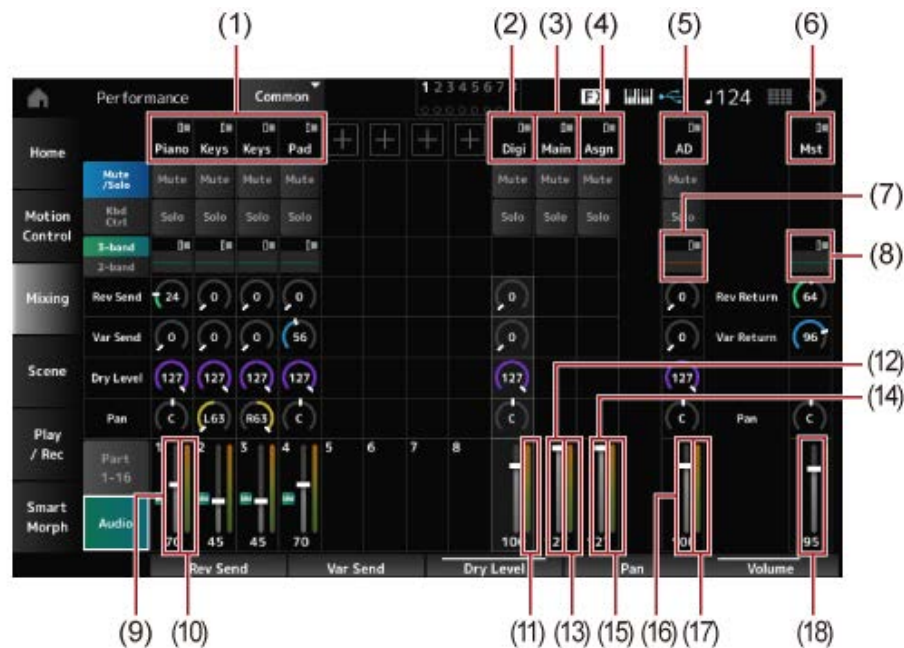 (1) (2) (3) (4) (5) (6)
Performance Common 1 2 3 4 5 6 7 8 FX ♩124
Home Piano Keys Keys Pad + + + + Digi Main Asgn AD Mst
Mute /Solo Mute Mute Mute Mute Mute Mute Mute Mute
Motion Control Kbd Ctrl Solo Solo Solo Solo Solo Solo Solo Solo (7)
3-band (8)
2-band
Mixing Rev Send 24 0 0 0 0 0 Rev Return 64
Var Send 0 0 0 56 0 0 Var Return 96
Scene Dry Level 127 127 127 127 127 127 (12)
Pan C L63 R63 C C C Pan C (14)
Play / Rec Part 1-16 1 2 3 4 5 6 7 8
Smart Morph Audio 70 45 45 70 100 127 127 100 95
Rev Send Var Send Dry Level Pan Volume
(9) (10) (11) (13) (15) (16) (17) (18)